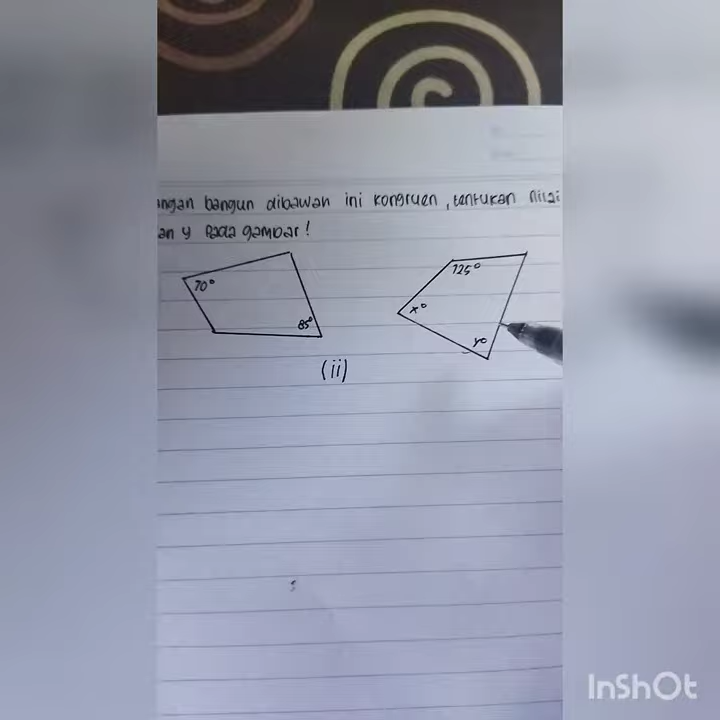 ngan bangun dibawah ini kongruen, tentukan nilai
an y pada gambar!
70°
85°
125°
x°
y°
(ii)
InShOt